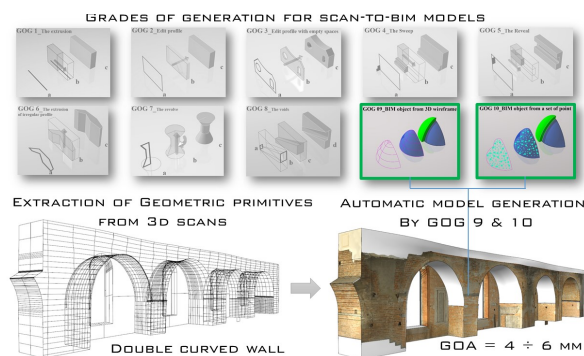 GRADES OF GENERATION FOR SCAN-TO-BIM MODELS
GOG 1_The extrusion
a
b
c
GOG 2_Edit profile
a
b
c
GOG 3_Edit profile with empty spaces
a
b
c
GOG 4_The Sweep
a
b
c
GOG 5_The Reveal
a
b
c
GOG 6_The extrusion
of irregular profile
a
b
c
GOG 7_The revolve
a
b
c
GOG 8_The voids
a
b
c
d
GOG 09_BIM object from 3D wireframe
GOG 10_BIM object from a set of point
EXTRACTION OF GEOMETRIC PRIMITIVES
FROM 3D SCANS
AUTOMATIC MODEL GENERATION
BY GOG 9 & 10
DOUBLE CURVED WALL
GOA = 4 ÷ 6 MM